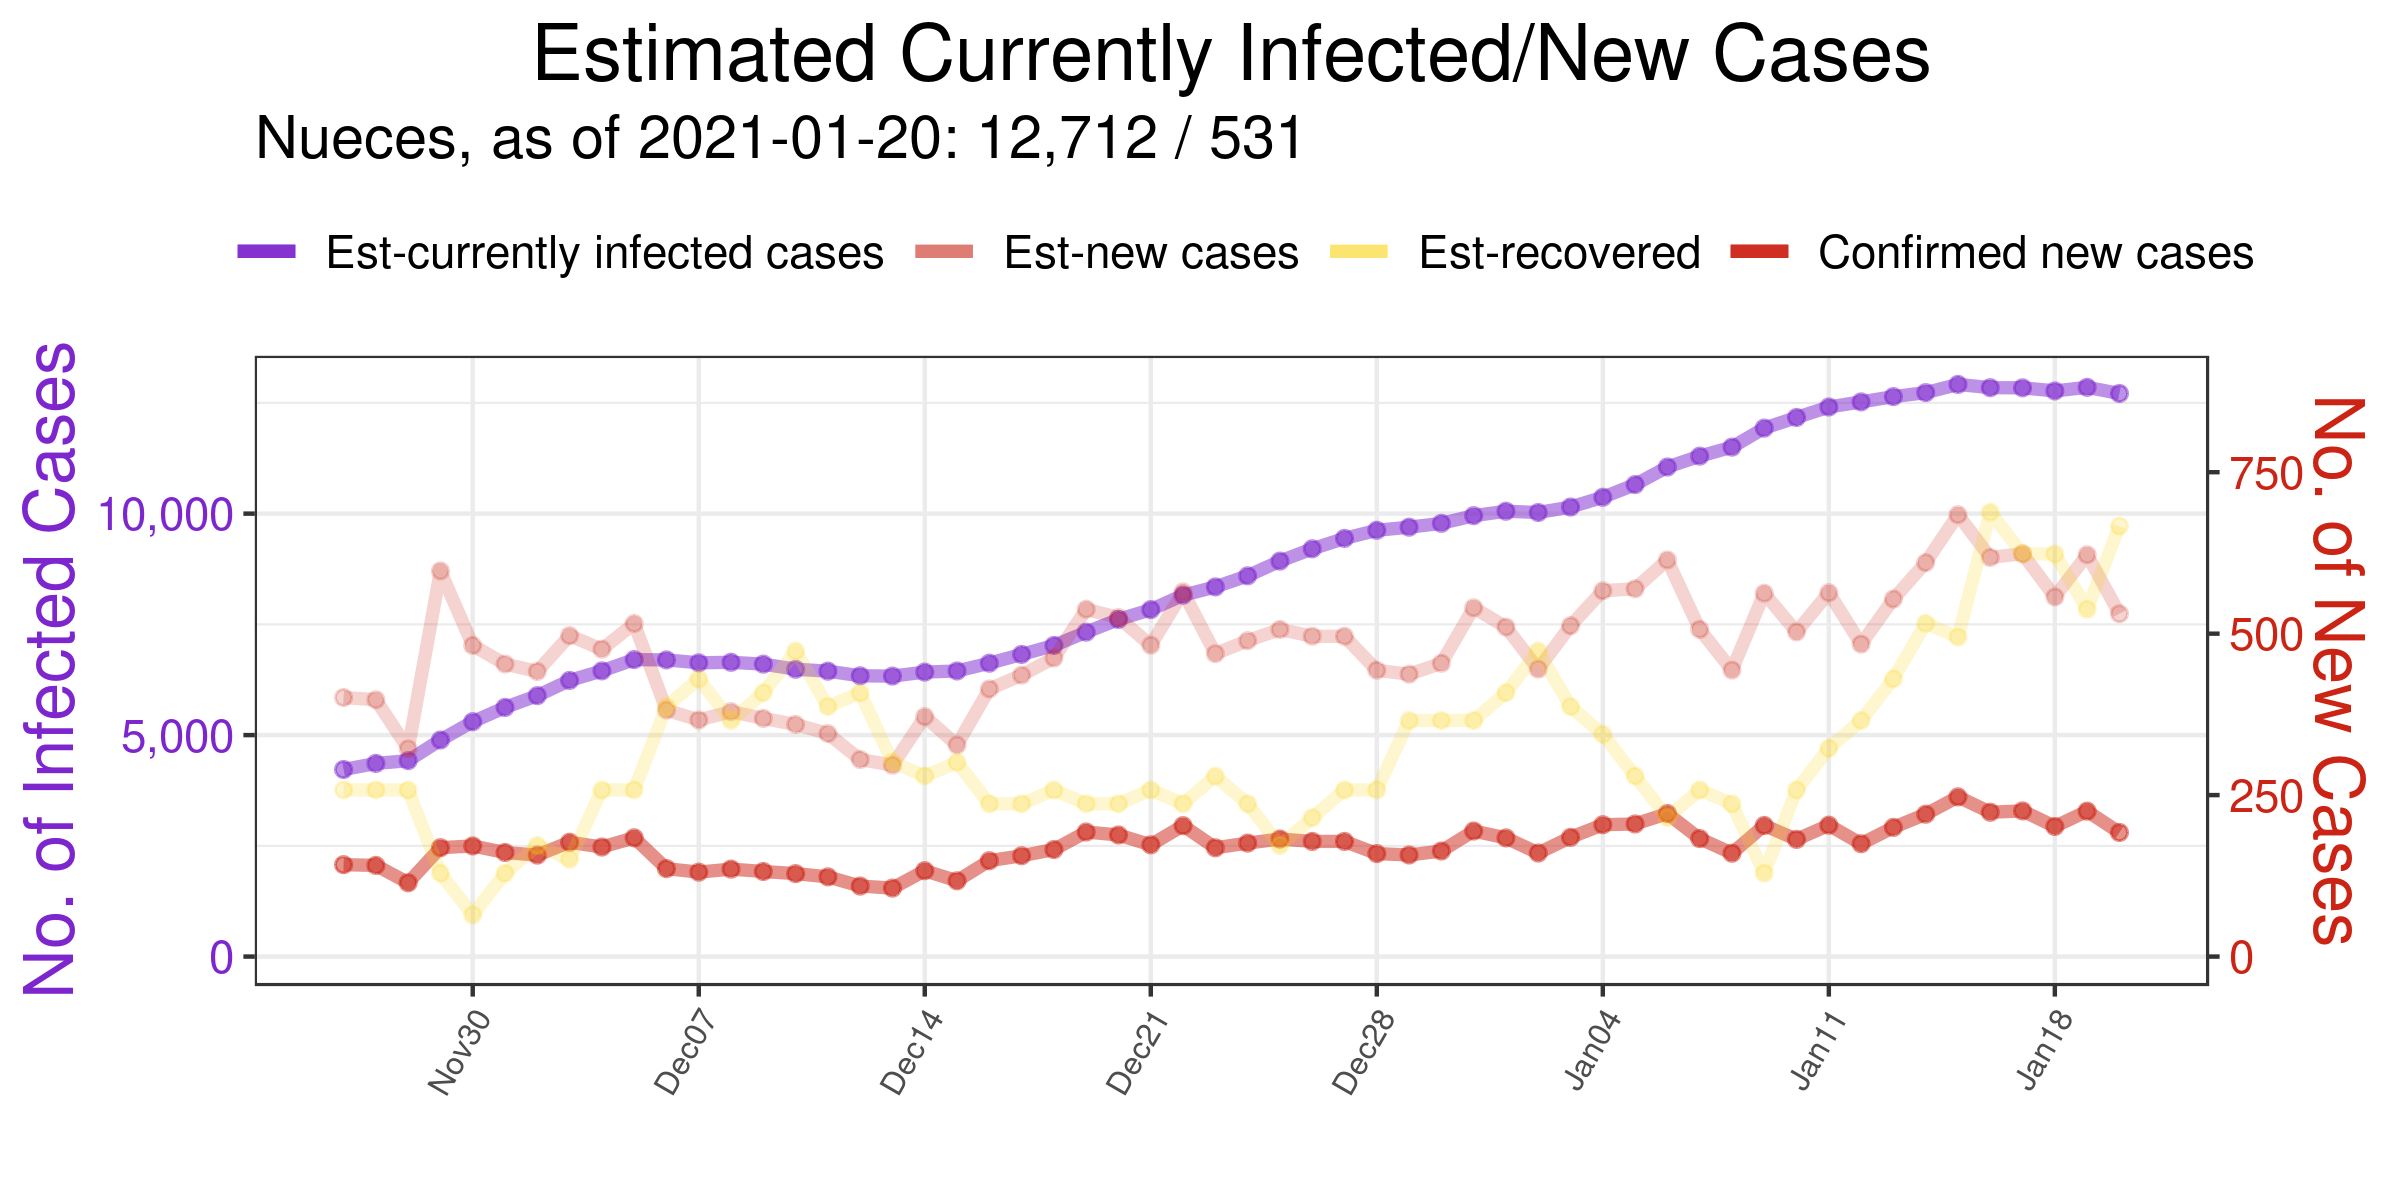 Estimated Currently Infected/New Cases
Nueces, as of 2021-01-20: 12,712 / 531
Est-currently infected cases Est-new cases Est-recovered Confirmed new cases
No. of Infected Cases
10,000
5,000
0
750
500
250
0
No. of New Cases
Nov30 Dec07 Dec14 Dec21 Dec28 Jan04 Jan11 Jan18